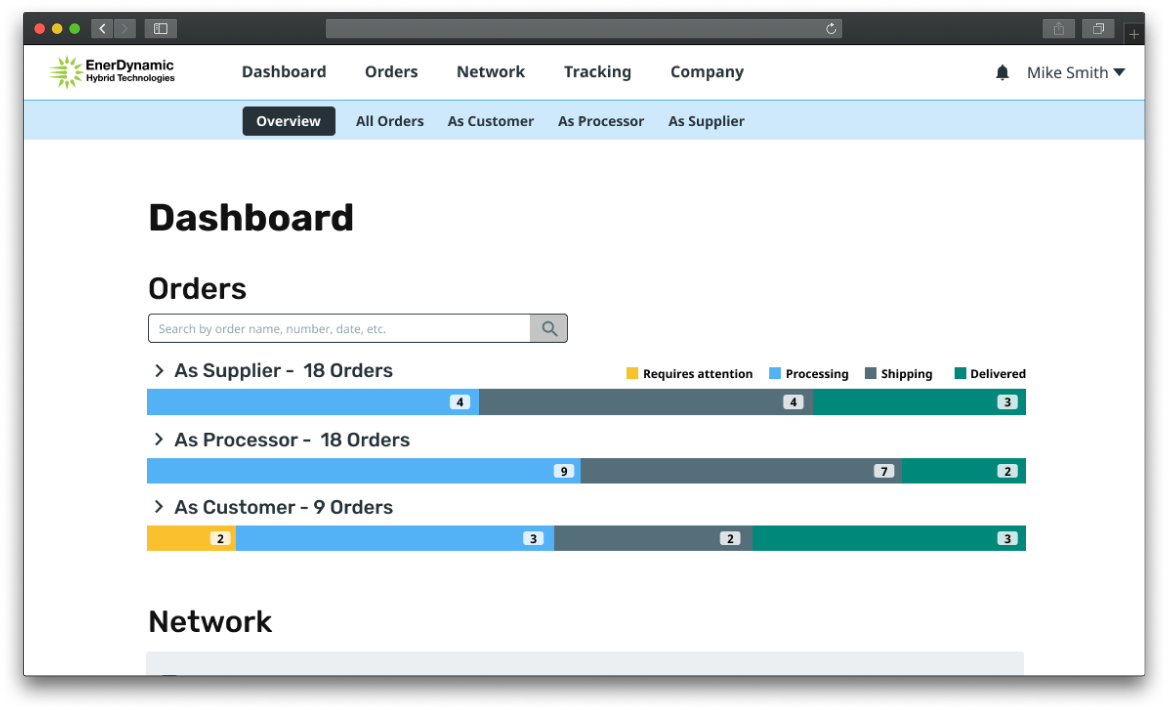 EnerDynamic
Hybrid Technologies
Dashboard Orders Network Tracking Company
Mike Smith
Overview All Orders As Customer As Processor As Supplier
Dashboard
Orders
Search by order name, number, date, etc.
As Supplier - 18 Orders
Requires attention Processing Shipping Delivered
4 4 3
As Processor - 18 Orders
9 7 2
As Customer - 9 Orders
2 3 2 3
Network